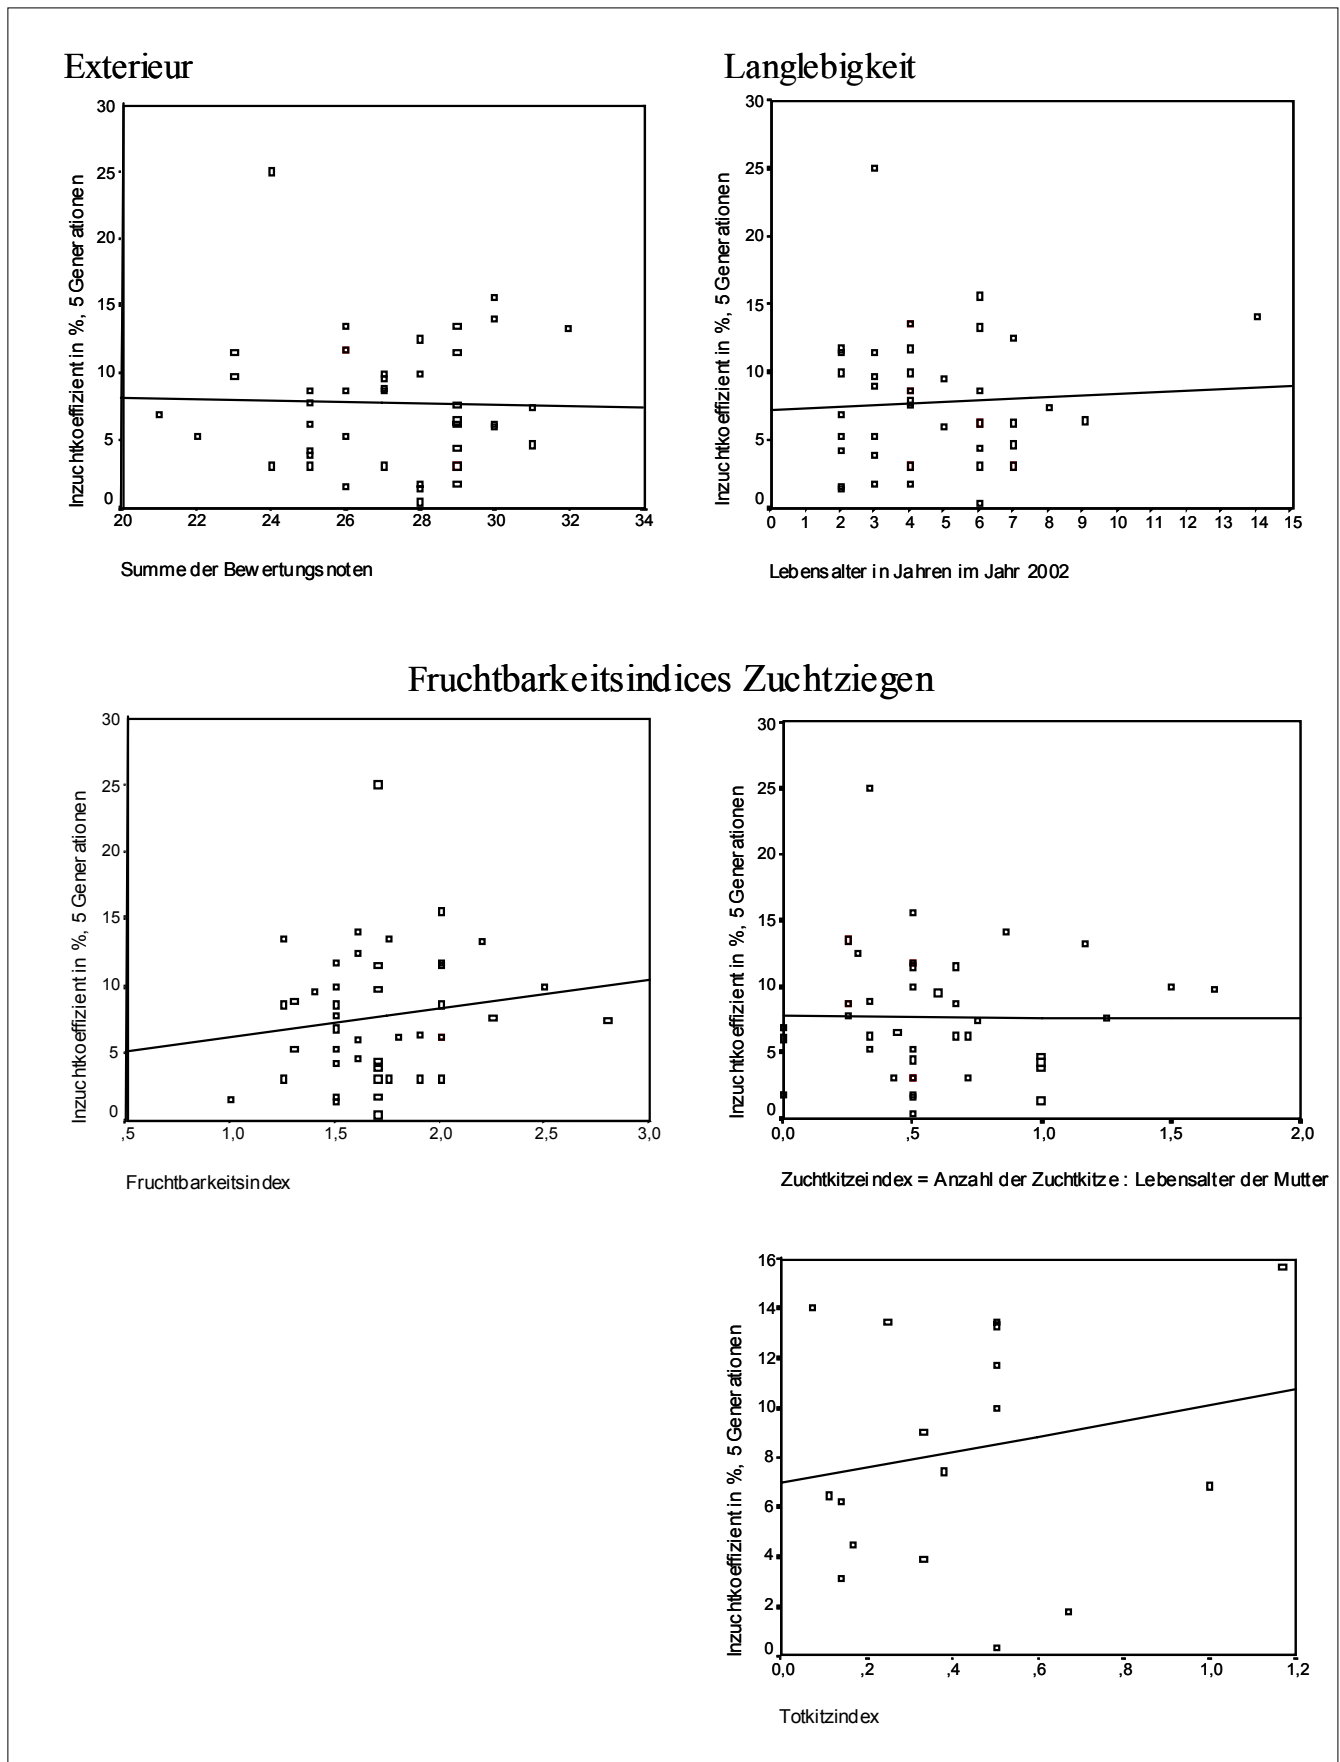 Exterieur
Langlebigkeit
Inzuchtkoeffizient in %, 5 Generationen
30
25
20
15
10
5
0
20 22 24 26 28 30 32 34
Summe der Bewertungsnoten
Inzuchtkoeffizient in %, 5 Generationen
30
25
20
15
10
5
0
0 1 2 3 4 5 6 7 8 9 10 11 12 13 14 15
Lebensalter in Jahren im Jahr 2002
Fruchtbarkeitsindices Zuchtziegen
Inzuchtkoeffizient in %, 5 Generationen
30
25
20
15
10
5
0
,5 1,0 1,5 2,0 2,5 3,0
Fruchtbarkeitsindex
Inzuchtkoeffizient in %, 5 Generationen
30
25
20
15
10
5
0
0,0 ,5 1,0 1,5 2,0
Zuchtkitzeindex = Anzahl der Zuchtkitze : Lebensalter der Mutter
Inzuchtkoeffizient in %, 5 Generationen
16
14
12
10
8
6
4
2
0
0,0 ,2 ,4 ,6 ,8 1,0 1,2
Totkitzindex